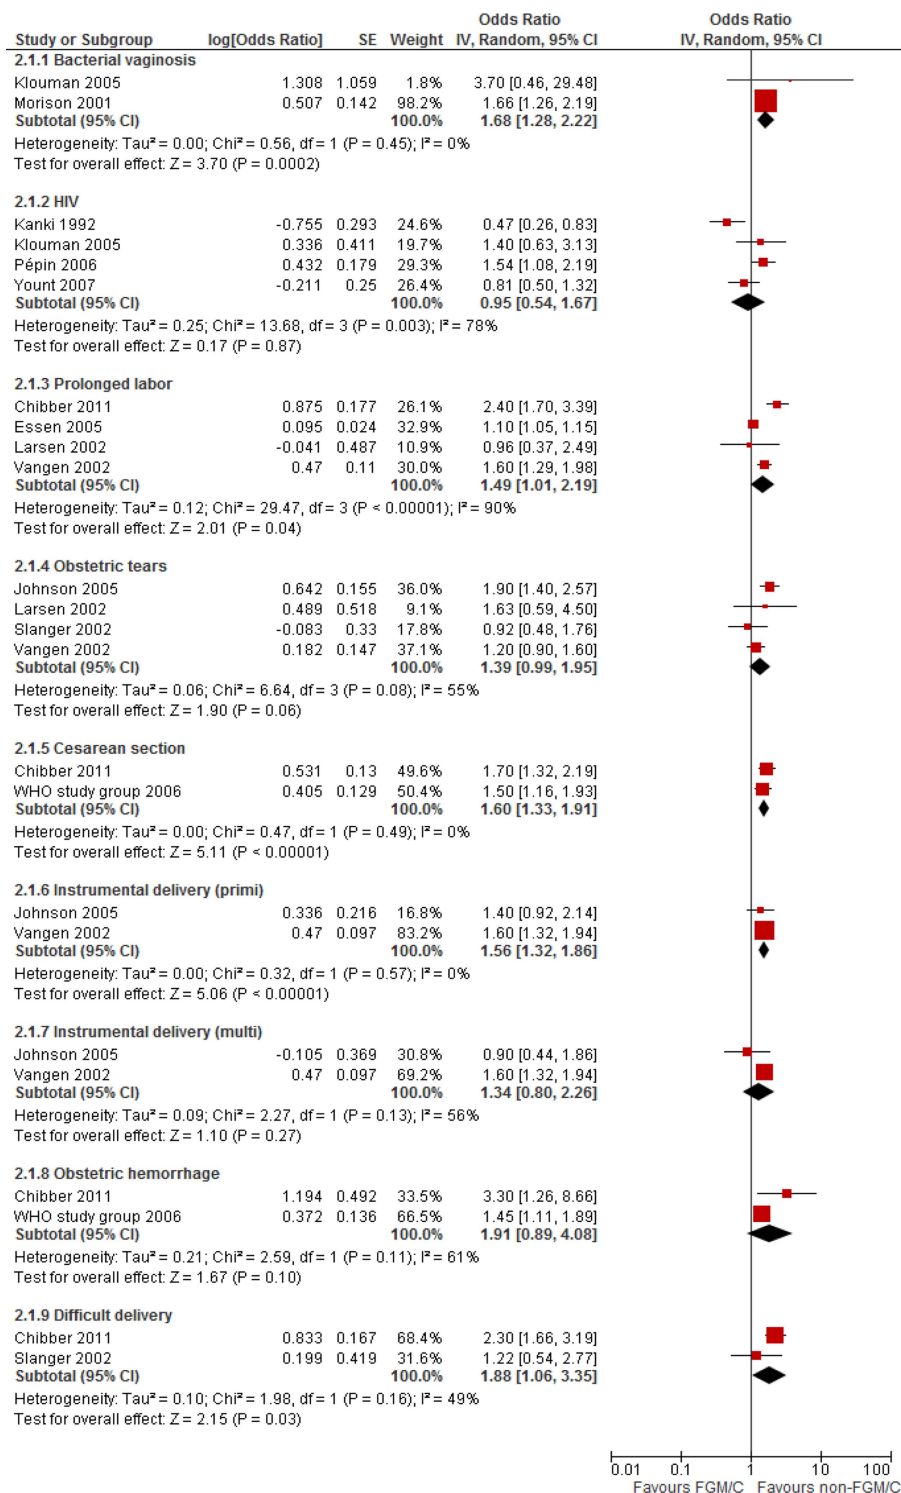 Odds Ratio Odds Ratio
Study or Subgroup log[Odds Ratio] SE Weight IV, Random, 95% CI IV, Random, 95% CI
2.1.1 Bacterial vaginosis
Klouman 2005 1.308 1.059 1.8% 3.70 [0.46, 29.48]
Morison 2001 0.507 0.142 98.2% 1.66 [1.26, 2.19]
Subtotal (95% CI) 100.0% 1.68 [1.28, 2.22]
Heterogeneity: Tau² = 0.00; Chi² = 0.56, df = 1 (P = 0.45); I² = 0%
Test for overall effect: Z = 3.70 (P = 0.0002)
2.1.2 HIV
Kanki 1992 -0.755 0.293 24.6% 0.47 [0.26, 0.83]
Klouman 2005 0.336 0.411 19.7% 1.40 [0.63, 3.13]
Pépin 2006 0.432 0.179 29.3% 1.54 [1.08, 2.19]
Yount 2007 -0.211 0.25 26.4% 0.81 [0.50, 1.32]
Subtotal (95% CI) 100.0% 0.95 [0.54, 1.67]
Heterogeneity: Tau² = 0.25; Chi² = 13.68, df = 3 (P = 0.003); I² = 78%
Test for overall effect: Z = 0.17 (P = 0.87)
2.1.3 Prolonged labor
Chibber 2011 0.875 0.177 26.1% 2.40 [1.70, 3.39]
Essen 2005 0.095 0.024 32.9% 1.10 [1.05, 1.15]
Larsen 2002 -0.041 0.487 10.9% 0.96 [0.37, 2.49]
Vangen 2002 0.47 0.11 30.0% 1.60 [1.29, 1.98]
Subtotal (95% CI) 100.0% 1.49 [1.01, 2.19]
Heterogeneity: Tau² = 0.12; Chi² = 29.47, df = 3 (P < 0.00001); I² = 90%
Test for overall effect: Z = 2.01 (P = 0.04)
2.1.4 Obstetric tears
Johnson 2005 0.642 0.155 36.0% 1.90 [1.40, 2.57]
Larsen 2002 0.489 0.518 9.1% 1.63 [0.59, 4.50]
Slanger 2002 -0.083 0.33 17.8% 0.92 [0.48, 1.76]
Vangen 2002 0.182 0.147 37.1% 1.20 [0.90, 1.60]
Subtotal (95% CI) 100.0% 1.39 [0.99, 1.95]
Heterogeneity: Tau² = 0.06; Chi² = 6.64, df = 3 (P = 0.08); I² = 55%
Test for overall effect: Z = 1.90 (P = 0.06)
2.1.5 Cesarean section
Chibber 2011 0.531 0.13 49.6% 1.70 [1.32, 2.19]
WHO study group 2006 0.405 0.129 50.4% 1.50 [1.16, 1.93]
Subtotal (95% CI) 100.0% 1.60 [1.33, 1.91]
Heterogeneity: Tau² = 0.00; Chi² = 0.47, df = 1 (P = 0.49); I² = 0%
Test for overall effect: Z = 5.11 (P < 0.00001)
2.1.6 Instrumental delivery (primi)
Johnson 2005 0.336 0.216 16.8% 1.40 [0.92, 2.14]
Vangen 2002 0.47 0.097 83.2% 1.60 [1.32, 1.94]
Subtotal (95% CI) 100.0% 1.56 [1.32, 1.86]
Heterogeneity: Tau² = 0.00; Chi² = 0.32, df = 1 (P = 0.57); I² = 0%
Test for overall effect: Z = 5.06 (P < 0.00001)
2.1.7 Instrumental delivery (multi)
Johnson 2005 -0.105 0.369 30.8% 0.90 [0.44, 1.86]
Vangen 2002 0.47 0.097 69.2% 1.60 [1.32, 1.94]
Subtotal (95% CI) 100.0% 1.34 [0.80, 2.26]
Heterogeneity: Tau² = 0.09; Chi² = 2.27, df = 1 (P = 0.13); I² = 56%
Test for overall effect: Z = 1.10 (P = 0.27)
2.1.8 Obstetric hemorrhage
Chibber 2011 1.194 0.492 33.5% 3.30 [1.26, 8.66]
WHO study group 2006 0.372 0.136 66.5% 1.45 [1.11, 1.89]
Subtotal (95% CI) 100.0% 1.91 [0.89, 4.08]
Heterogeneity: Tau² = 0.21; Chi² = 2.59, df = 1 (P = 0.11); I² = 61%
Test for overall effect: Z = 1.67 (P = 0.10)
2.1.9 Difficult delivery
Chibber 2011 0.833 0.167 68.4% 2.30 [1.66, 3.19]
Slanger 2002 0.199 0.419 31.6% 1.22 [0.54, 2.77]
Subtotal (95% CI) 100.0% 1.88 [1.06, 3.35]
Heterogeneity: Tau² = 0.10; Chi² = 1.98, df = 1 (P = 0.16); I² = 49%
Test for overall effect: Z = 2.15 (P = 0.03)
0.01 0.1 1 10 100
Favours FGM/C Favours non-FGM/C